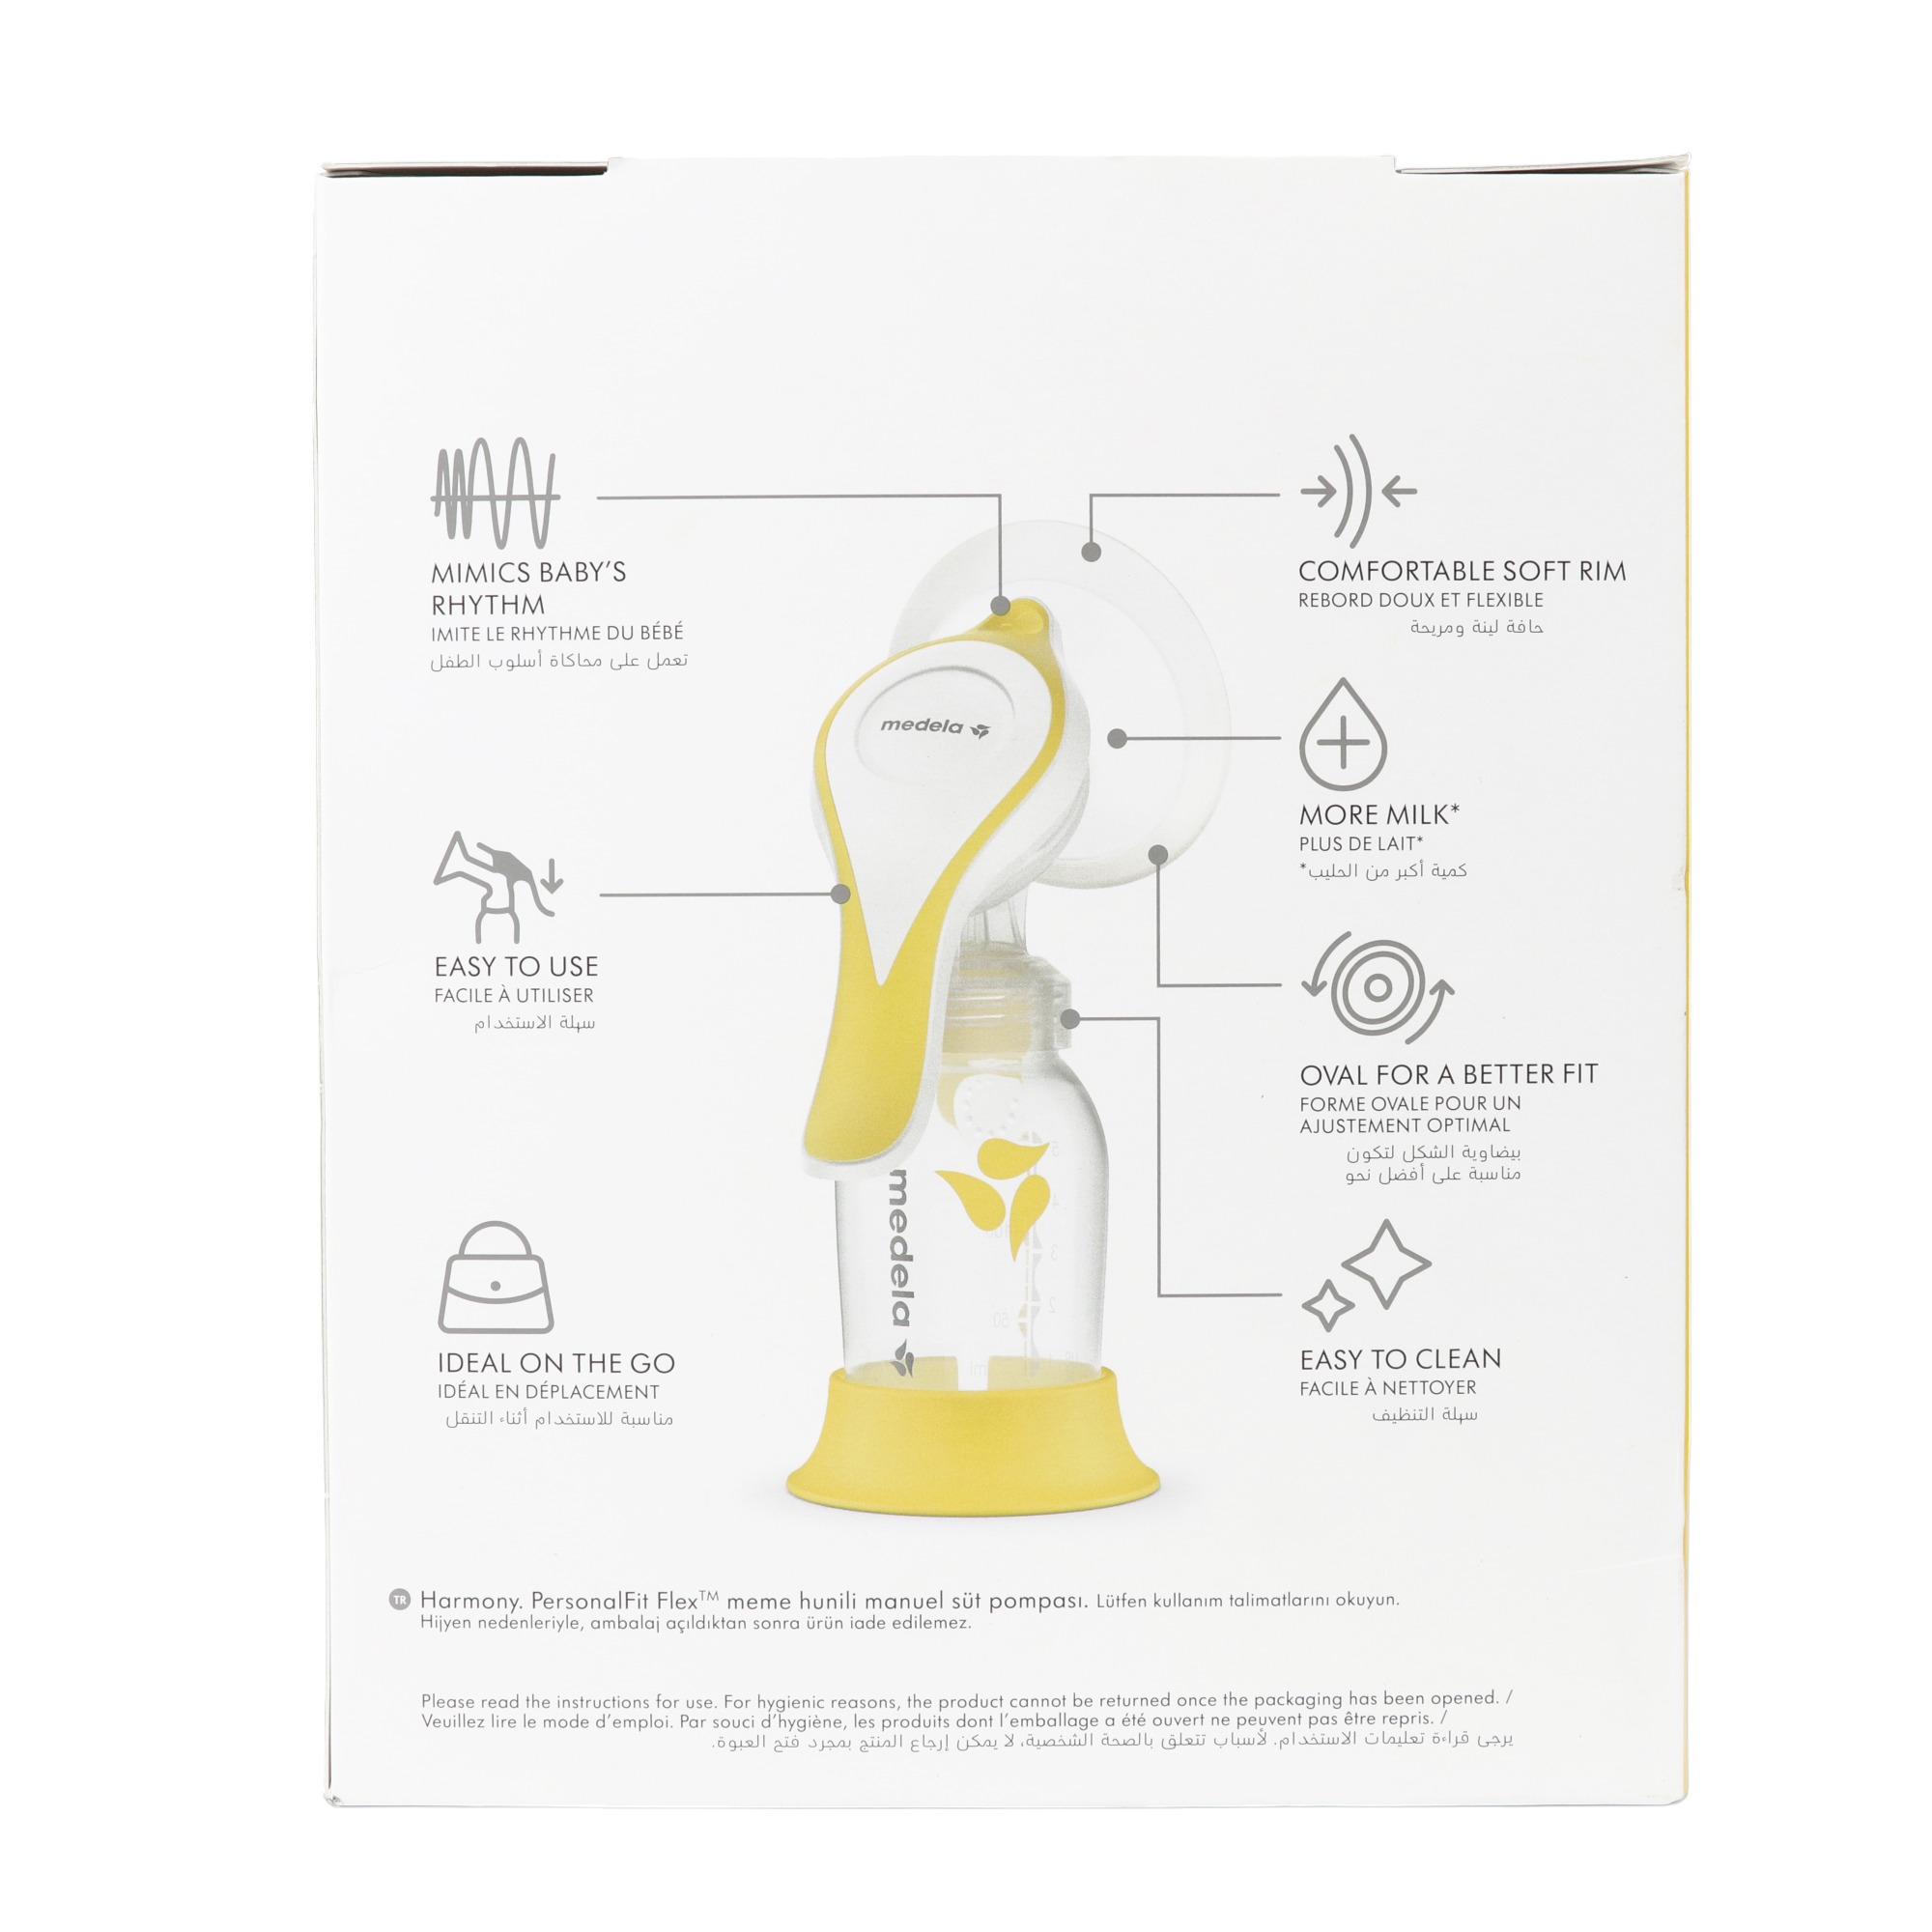 MIMICS BABY'S
RHYTHM
IMITE LE RHYTHME DU BÉBÉ
تعمل على محاكاة أسلوب الطفل
EASY TO USE
FACILE À UTILISER
سهلة الاستخدام
IDEAL ON THE GO
IDÉAL EN DÉPLACEMENT
مناسبة للاستخدام أثناء التنقل
medela
medela
5
4
100
3
2
50
ml
COMFORTABLE SOFT RIM
REBORD DOUX ET FLEXIBLE
حافة لينة ومريحة
MORE MILK*
PLUS DE LAIT*
كمية أكبر من الحليب*
OVAL FOR A BETTER FIT
FORME OVALE POUR UN
AJUSTEMENT OPTIMAL
بيضاوية الشكل لتكون
مناسبة على أفضل نحو
EASY TO CLEAN
FACILE À NETTOYER
سهلة التنظيف
TR Harmony. PersonalFit Flex™ meme hunili manuel süt pompası. Lütfen kullanım talimatlarını okuyun.
Hijyen nedenleriyle, ambalaj açıldıktan sonra ürün iade edilemez.
Please read the instructions for use. For hygienic reasons, the product cannot be returned once the packaging has been opened. /
Veuillez lire le mode d'emploi. Par souci d'hygiène, les produits dont l'emballage a été ouvert ne peuvent pas être repris. /
يرجى قراءة تعليمات الاستخدام. لأسباب تتعلق بالصحة الشخصية، لا يمكن إرجاع المنتج بمجرد فتح العبوة.